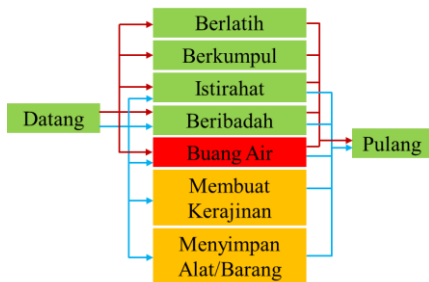 Berlatih
Berkumpul
Istirahat
Datang
Beribadah
Buang Air
Pulang
Membuat
Kerajinan
Menyimpan
Alat/Barang